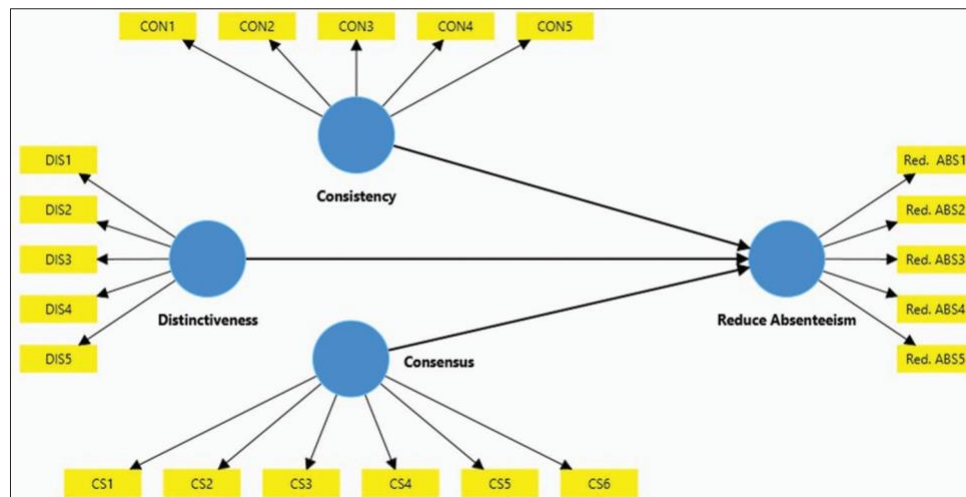 CON1 CON2 CON3 CON4 CON5
Consistency
DIS1
DIS2
DIS3
DIS4
DIS5
Distinctiveness
Red. ABS1
Red. ABS2
Red. ABS3
Red. ABS4
Red. ABS5
Reduce Absenteeism
Consensus
CS1 CS2 CS3 CS4 CS5 CS6